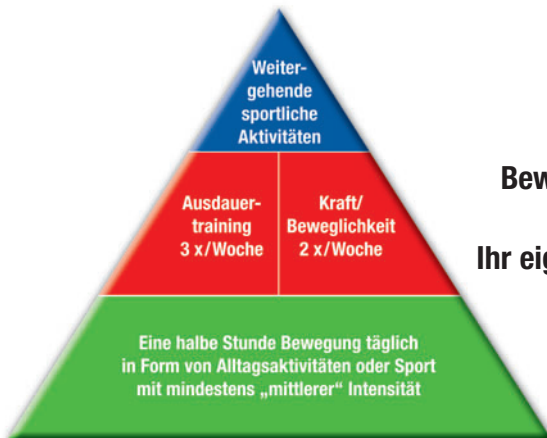 Weiter-
gehende
sportliche
Aktivitäten
Ausdauer-
training
3 x/Woche
Kraft/
Beweglichkeit
2 x/Woche
Eine halbe Stunde Bewegung täglich
in Form von Alltagsaktivitäten oder Sport
mit mindestens „mittlerer“ Intensität
Bew
Ihr eig